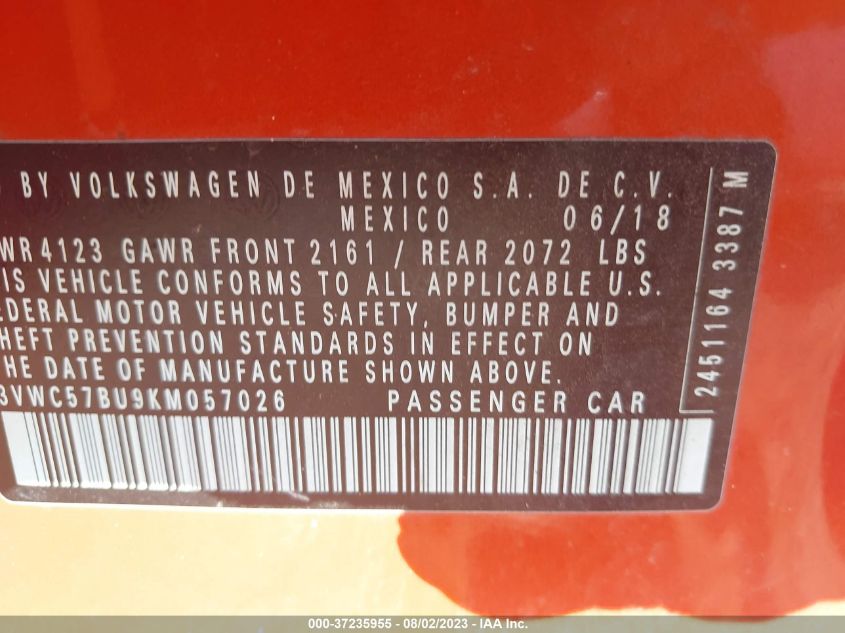 BY VOLKSWAGEN DE MEXICO S.A. DE C.V.
MEXICO 06/18
WR 4123 GAWR FRONT 2161 / REAR 2072 LBS
IS VEHICLE CONFORMS TO ALL APPLICABLE U.S.
EDERAL MOTOR VEHICLE SAFETY, BUMPER AND
HEFT PREVENTION STANDARDS IN EFFECT ON
HE DATE OF MANUFACTURE SHOWN ABOVE.
3VWC57BU9KM057026 PASSENGER CAR
2451164 3387 M
000-37235955 - 08/02/2023 - IAA Inc.